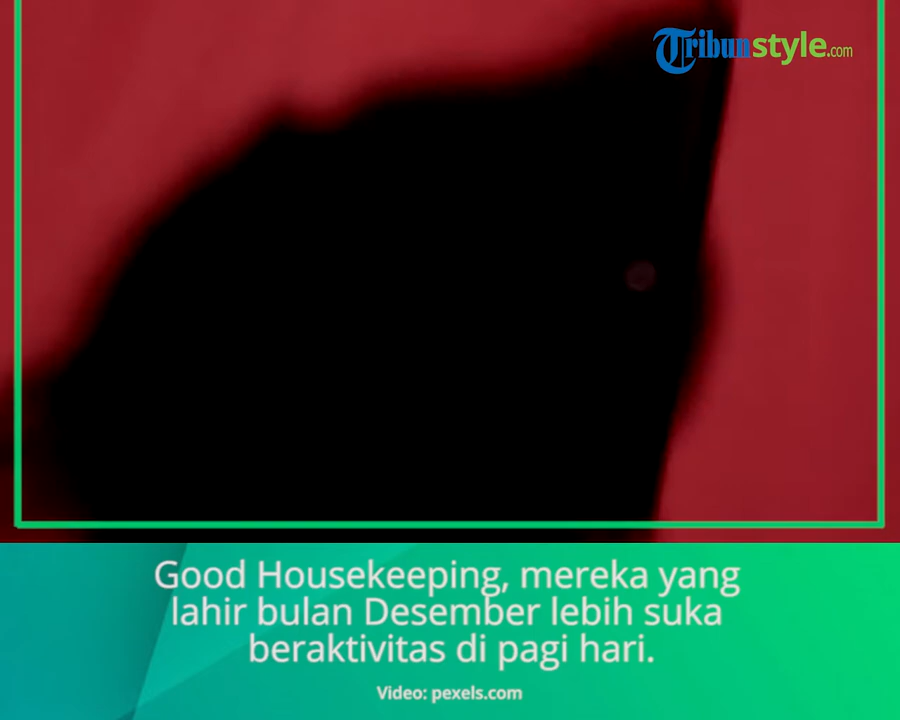 Tribunstyle.com
Good Housekeeping, mereka yang
lahir bulan Desember lebih suka
beraktivitas di pagi hari.
Video: pexels.com